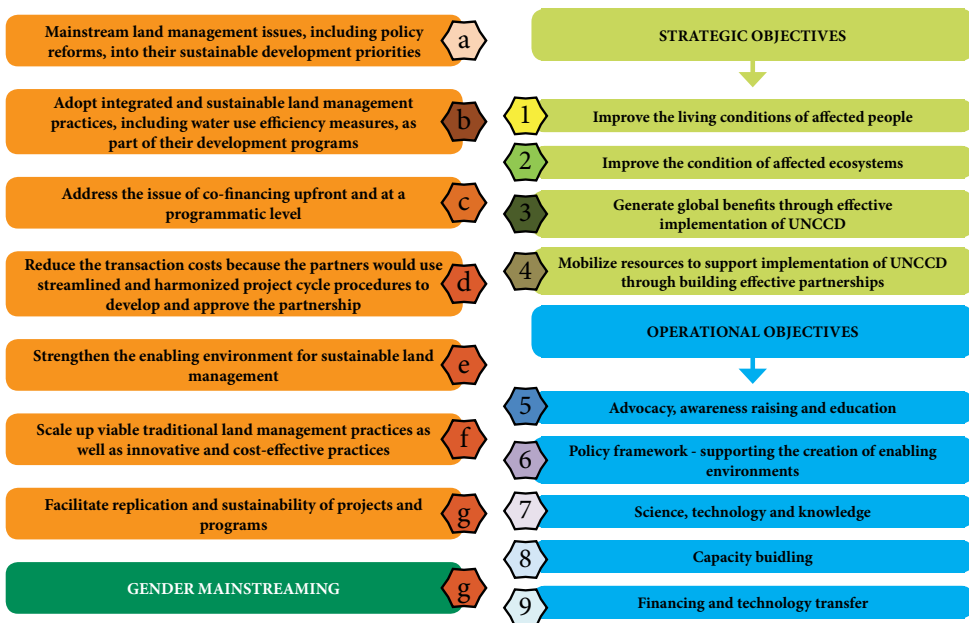 Mainstream land management issues, including policy
reforms, into their sustainable development priorities
a
Adopt integrated and sustainable land management
practices, including water use efficiency measures, as
part of their development programs
b
Address the issue of co-financing upfront and at a
programmatic level
c
Reduce the transaction costs because the partners would use
streamlined and harmonized project cycle procedures to
develop and approve the partnership
d
Strengthen the enabling environment for sustainable land
management
e
Scale up viable traditional land management practices as
well as innovative and cost-effective practices
f
Facilitate replication and sustainability of projects and
programs
g
GENDER MAINSTREAMING
g
STRATEGIC OBJECTIVES
1
Improve the living conditions of affected people
2
Improve the condition of affected ecosystems
3
Generate global benefits through effective
implementation of UNCCD
4
Mobilize resources to support implementation of UNCCD
through building effective partnerships
OPERATIONAL OBJECTIVES
5
Advocacy, awareness raising and education
6
Policy framework - supporting the creation of enabling
environments
7
Science, technology and knowledge
8
Capacity buidling
9
Financing and technology transfer